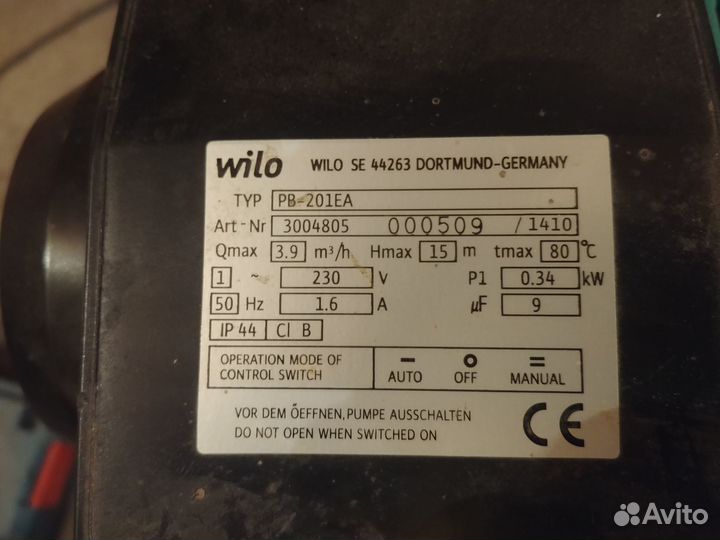 wilo WILO SE 44263 DORTMUND-GERMANY
TYP PB-201EA
Art-Nr 3004805 000509 /1410
Qmax 3.9 m³/h Hmax 15 m tmax 80 °C
1 ~ 230 V P1 0.34 kW
50 Hz 1.6 A µF 9
IP 44 Cl B
OPERATION MODE OF CONTROL SWITCH
– AUTO O OFF = MANUAL
VOR DEM ÖEFFNEN, PUMPE AUSSCHALTEN
DO NOT OPEN WHEN SWITCHED ON
CE
Avito